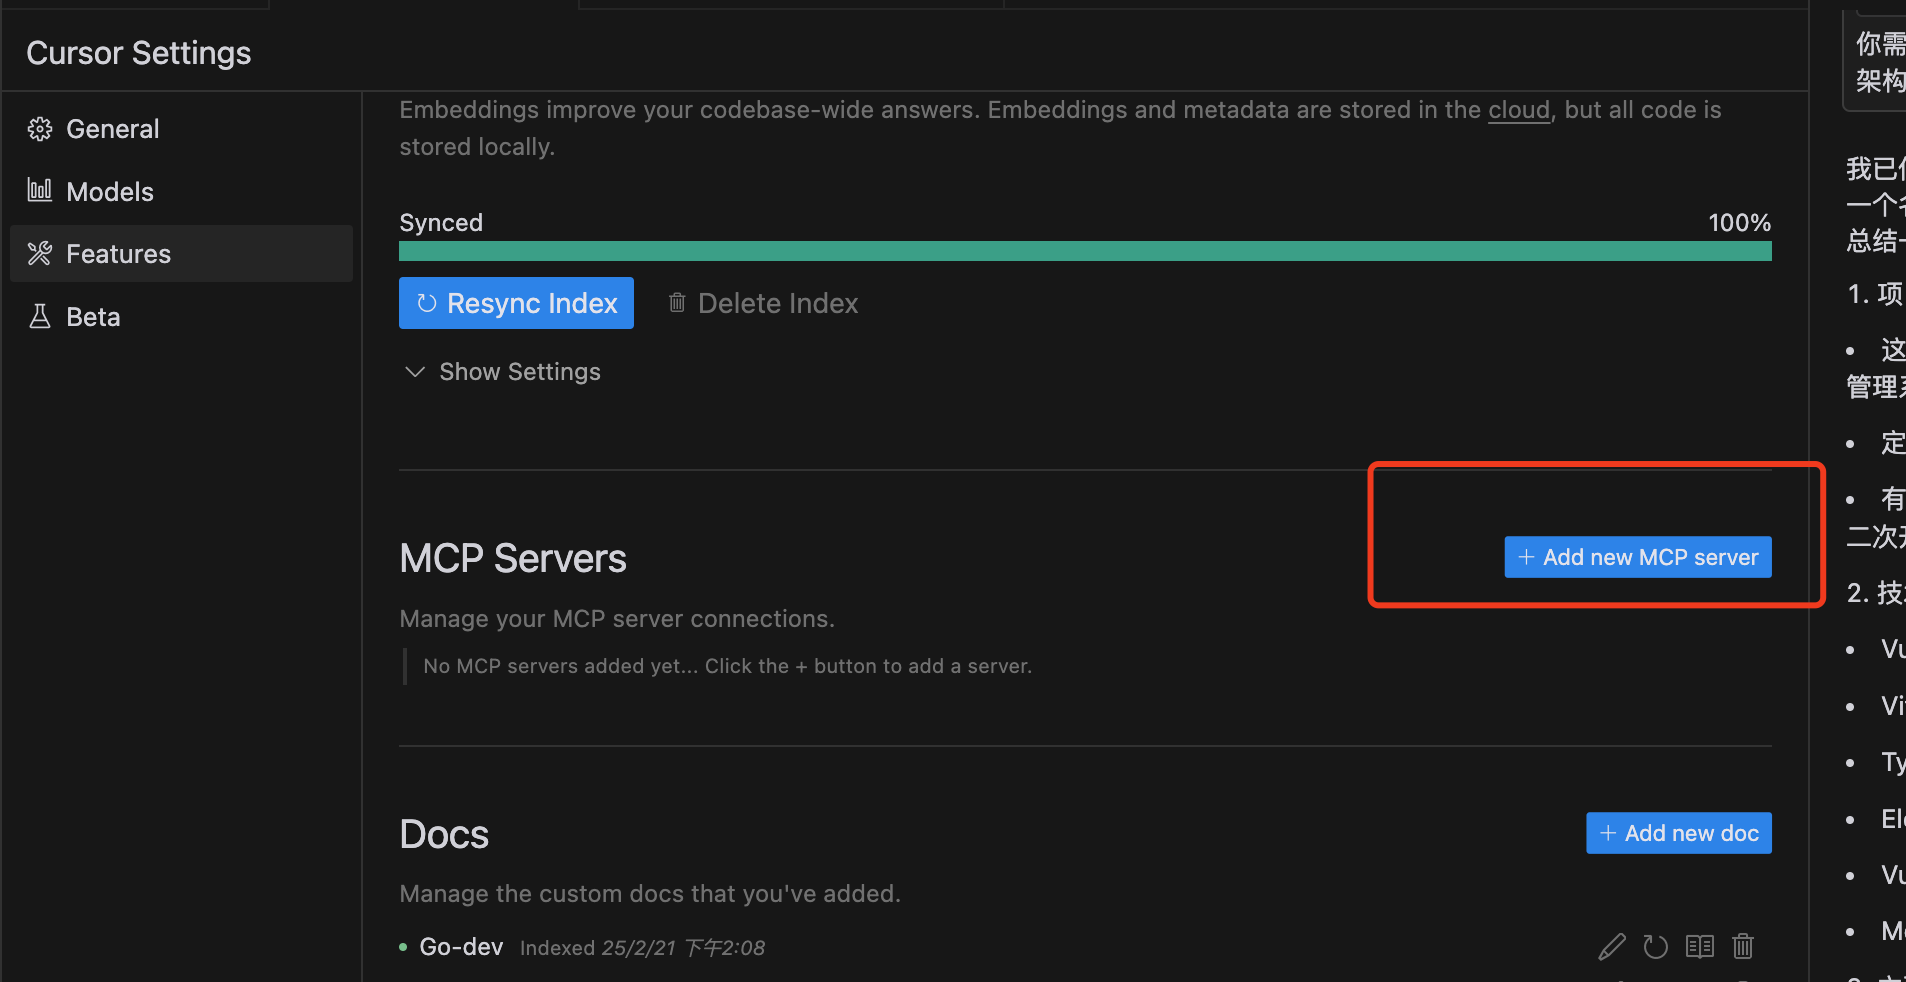 Cursor Settings
General
Models
Features
Beta
Embeddings improve your codebase-wide answers. Embeddings and metadata are stored in the cloud, but all code is
stored locally.
Synced
100%
Resync Index
Delete Index
Show Settings
MCP Servers
+ Add new MCP server
Manage your MCP server connections.
No MCP servers added yet... Click the + button to add a server.
Docs
+ Add new doc
Manage the custom docs that you've added.
Go-dev Indexed 25/2/21 下午2:08
你需
架构
我已
一个
总结
1. 项
• 这
管理
• 定
• 有
二次
2. 技
• Vu
• Vi
• Ty
• El
• Vu
• M